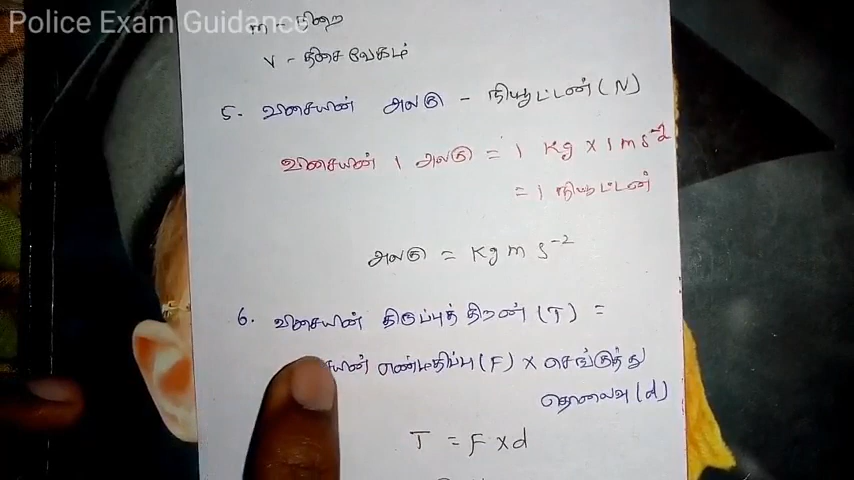 Police Exam Guidance
m - நிறை
v - திசை வேகம்
5. விசையின் அலகு - நியூட்டன் (N)
விசையின் 1 அலகு = 1 Kg x 1 m s⁻²
= 1 நியூட்டன்
அலகு = Kg m s⁻²
6. விசையின் திருப்புத் திறன் (T) =
எண்மதிப்பு (F) x செங்குத்து
தொலைவு (d)
T = F x d